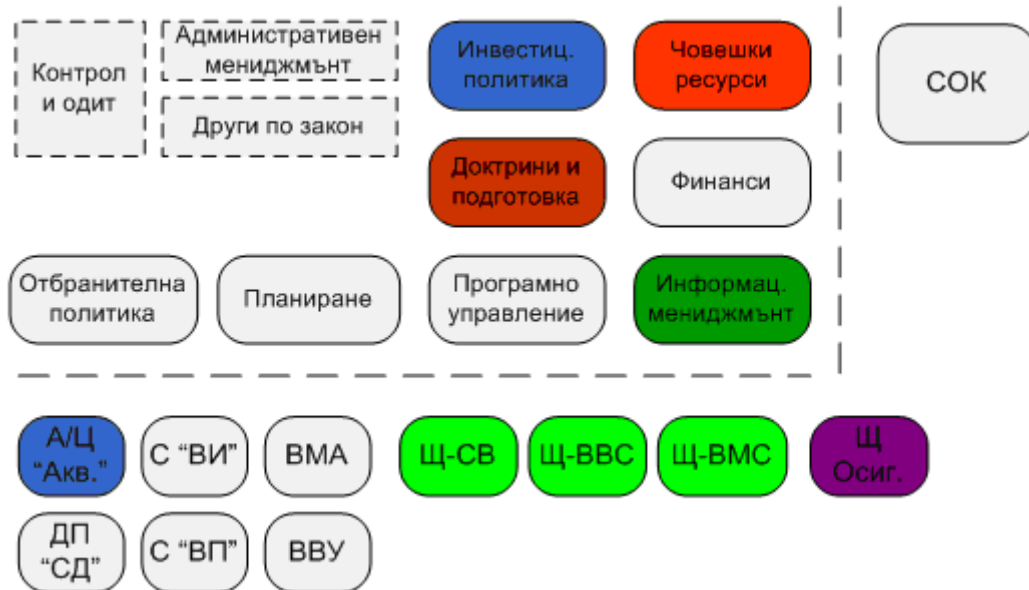 Контрол
и одит
Административен
мениджмънт
Други по закон
Инвестиц.
политика
Човешки
ресурси
СОК
Доктрини и
подготовка
Финанси
Отбранителна
политика
Планиране
Програмно
управление
Информац.
мениджмънт
А/Ц
“Акв.”
С “ВИ”
ВМА
Щ-СВ
Щ-ВВС
Щ-ВМС
Щ
Осиг.
ДП
“СД”
С “ВП”
ВВУ